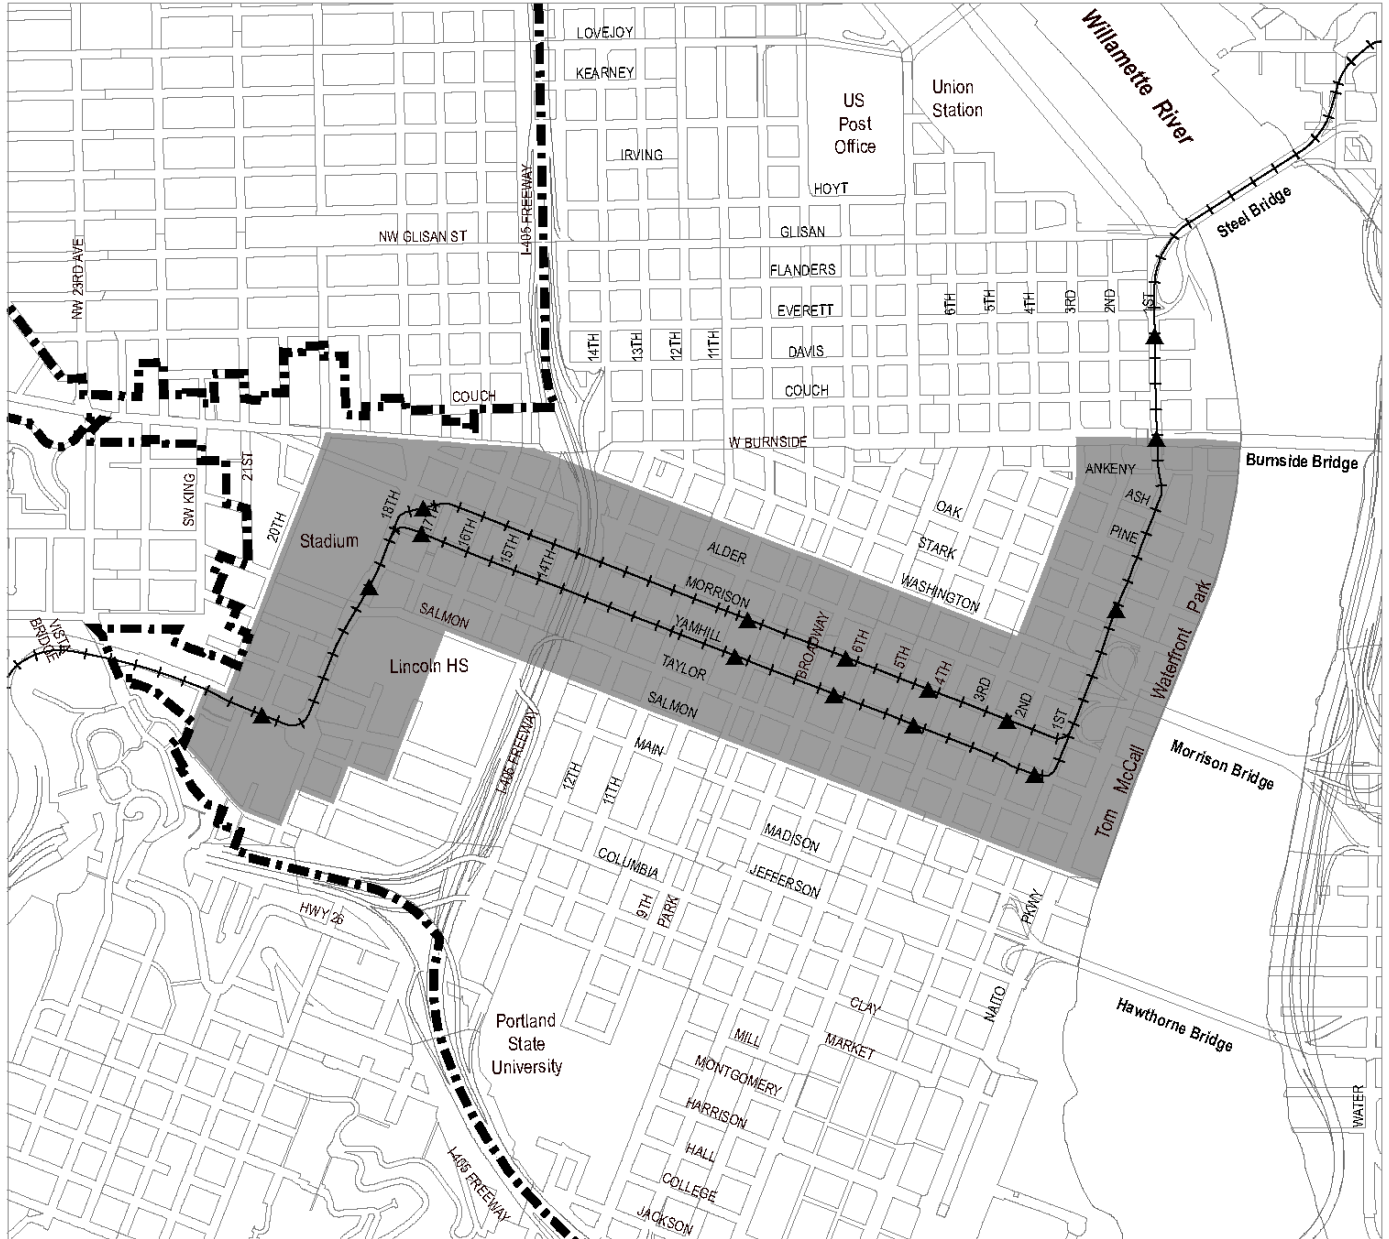 LOVEJOY
KEARNEY
US
Post
Office
Union
Station
Willamette River
IRVING
HOYT
I-405 FREEWAY
NW 23RD AVE
NW GLISAN ST
GLISAN
Steel Bridge
FLANDERS
EVERETT
6TH
5TH
4TH
3RD
2ND
1ST
14TH
13TH
12TH
11TH
DAVIS
COUCH
COUCH
W BURNSIDE
Burnside Bridge
ANKENY
21ST
SW KING
20TH
18TH
17TH
16TH
15TH
14TH
Stadium
OAK
ASH
STARK
PINE
ALDER
WASHINGTON
MORRISON
SALMON
YAMHILL
BROADWAY
6TH
5TH
4TH
3RD
2ND
1ST
VISTA
BRIDGE
Lincoln HS
TAYLOR
SALMON
Tom McCall Waterfront Park
MAIN
Morrison Bridge
I-405 FREEWAY
12TH
11TH
MADISON
COLUMBIA
JEFFERSON
9TH
PARK
HWY 26
PKWY
NAITO
CLAY
Hawthorne Bridge
Portland
State
University
MILL
MARKET
MONTGOMERY
HARRISON
WATER
HALL
I-405 FREEWAY
COLLEGE
JACKSON